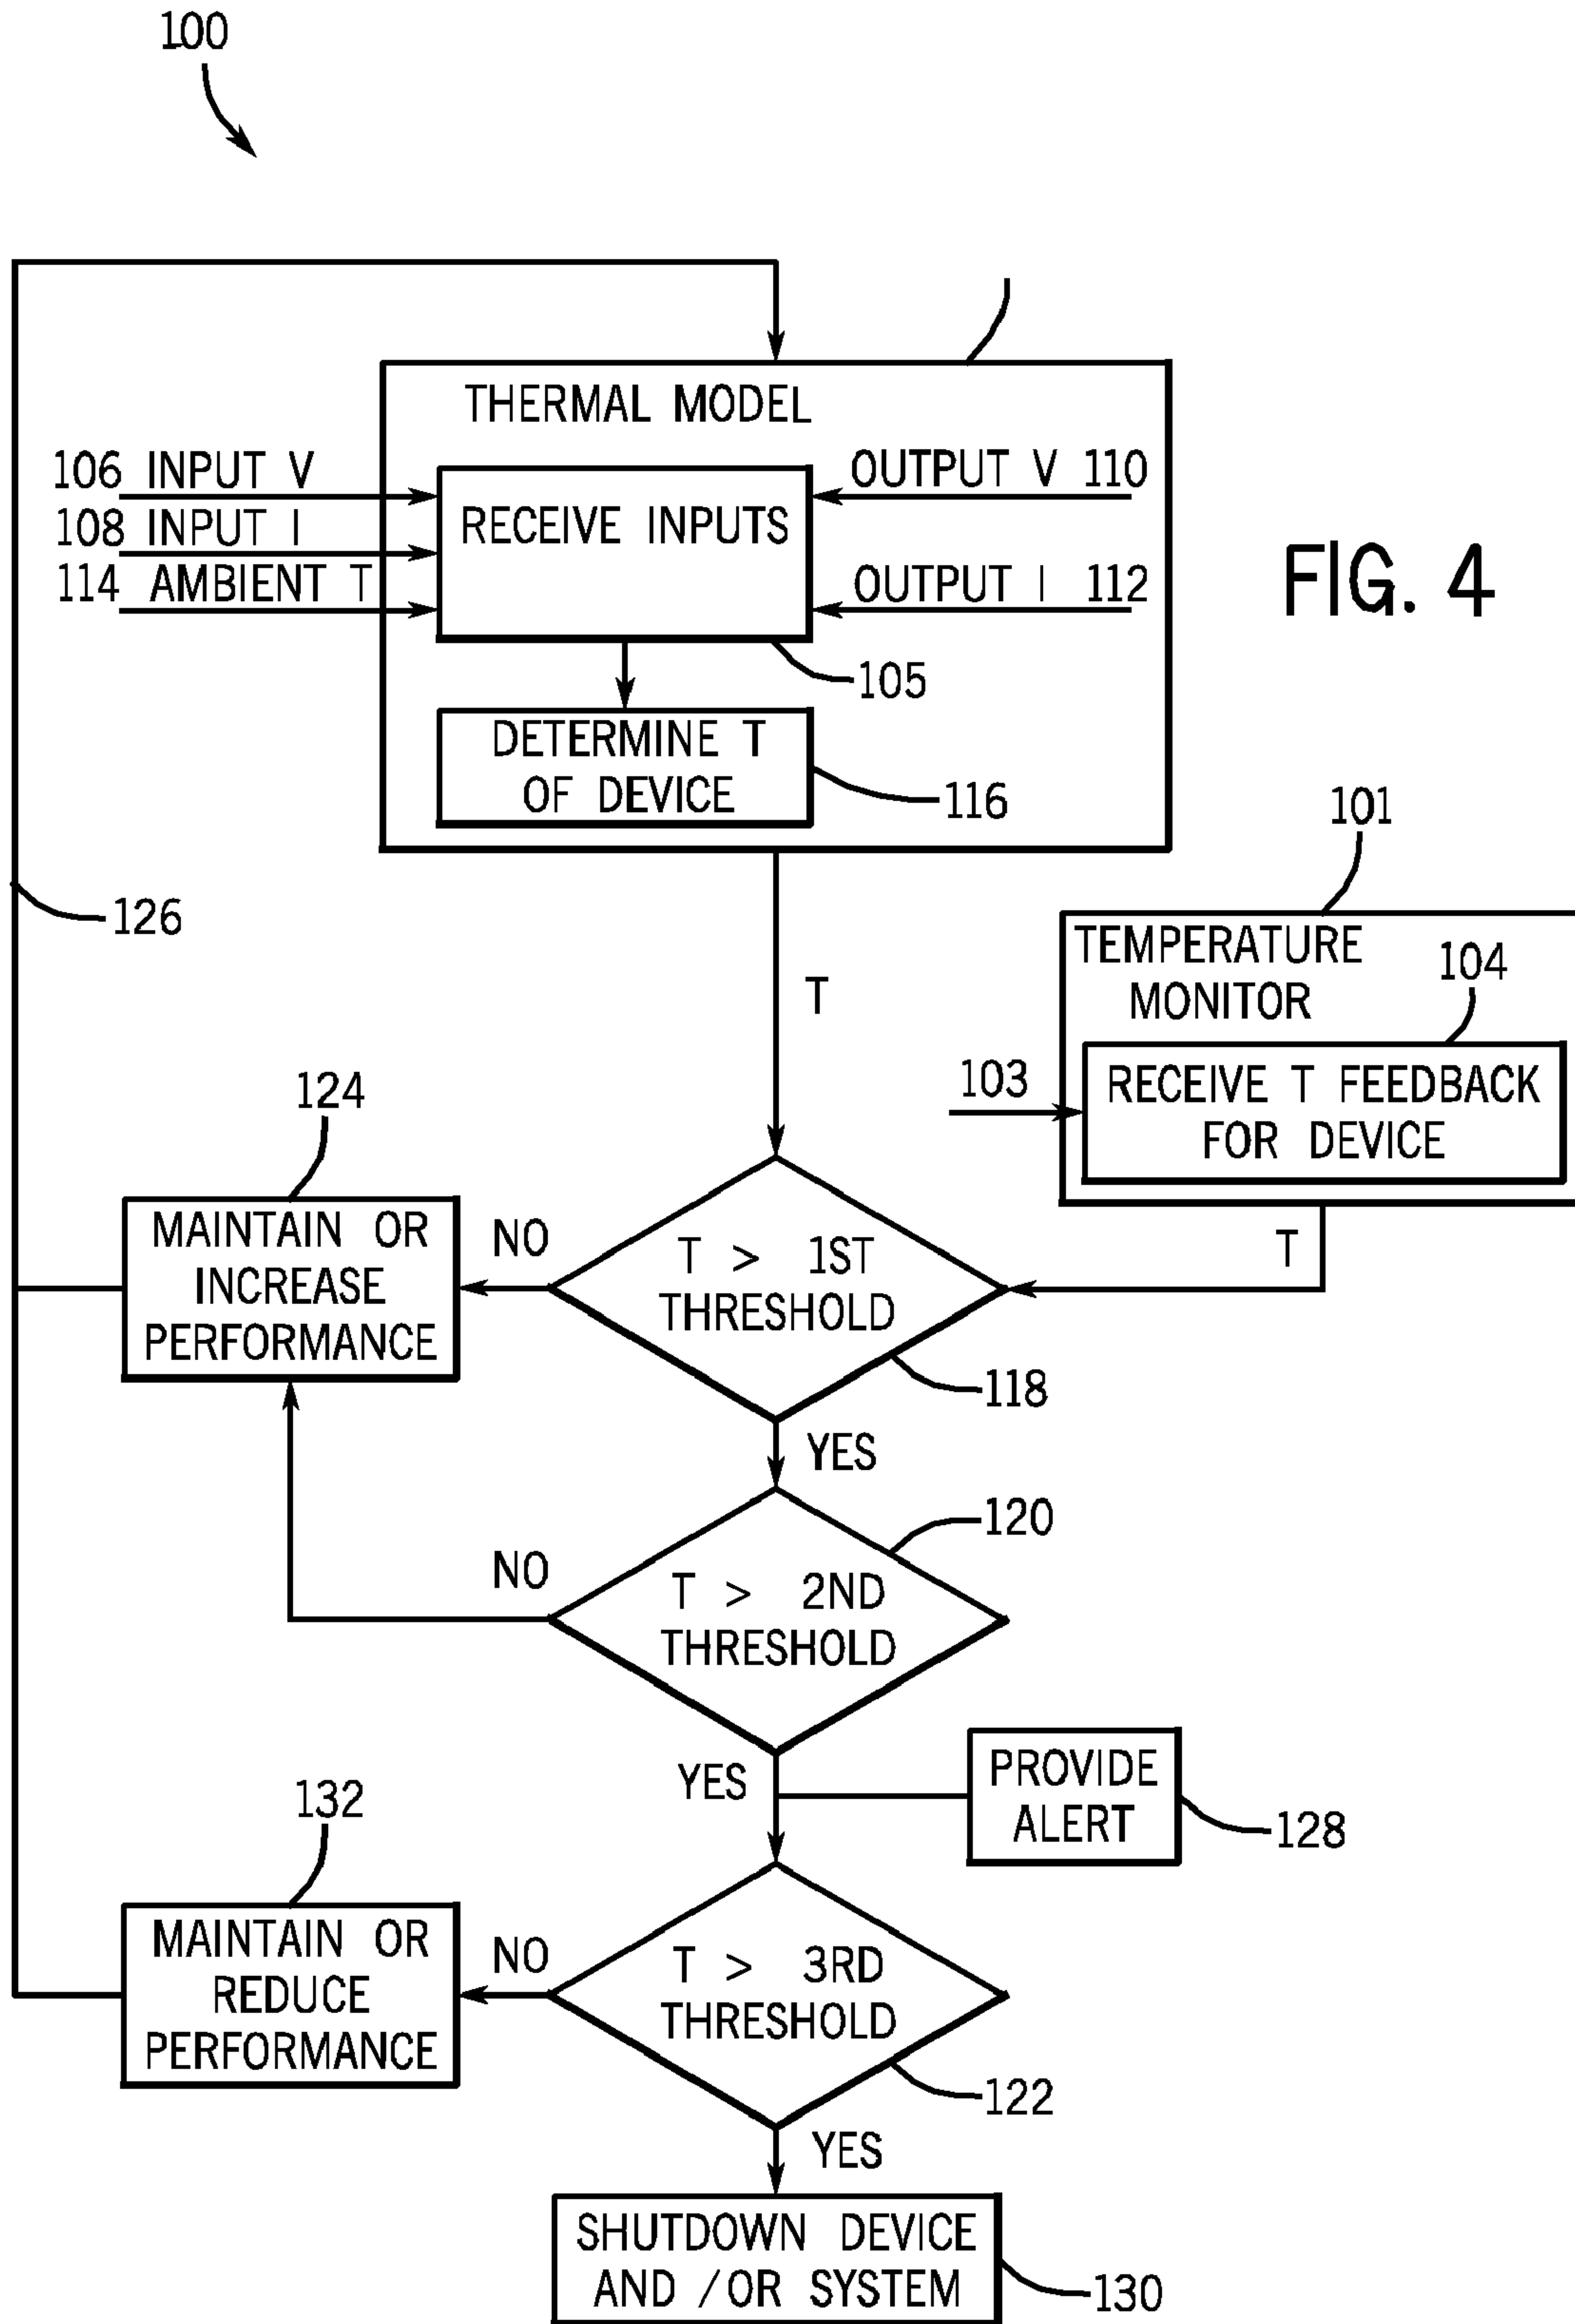 100
THERMAL MODEL
106 INPUT V
108 INPUT I
114 AMBIENT T
RECEIVE INPUTS
OUTPUT V 110
OUTPUT I 112
FIG. 4
105
DETERMINE T
OF DEVICE
116
126
T
101
TEMPERATURE
MONITOR
104
103
RECEIVE T FEEDBACK
FOR DEVICE
T
124
MAINTAIN OR
INCREASE
PERFORMANCE
NO
T > 1ST
THRESHOLD
118
YES
120
NO
T > 2ND
THRESHOLD
YES
PROVIDE
ALERT
128
132
MAINTAIN OR
REDUCE
PERFORMANCE
NO
T > 3RD
THRESHOLD
122
YES
SHUTDOWN DEVICE
AND /OR SYSTEM
130